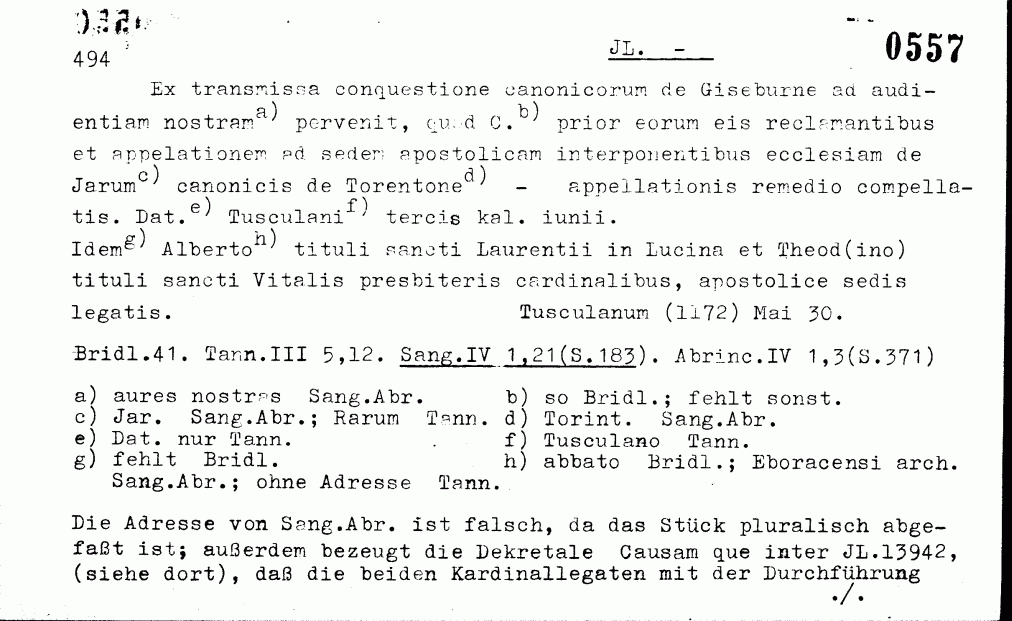 494
JL. -
0557
Ex transmissa conquestione canonicorum de Giseburne ad audi-
entiam nostram a) pervenit, quod C. b) prior eorum eis reclamantibus
et appelationem ad sedem apostolicam interponentibus ecclesiam de
Jarum c) canonicis de Torentone d) - appellationis remedio compella-
tis. Dat. e) Tusculani f) tercis kal. iunii.
Idem g) Alberto h) tituli sancti Laurentii in Lucina et Theod(ino)
tituli sancti Vitalis presbiteris cardinalibus, apostolice sedis
legatis. Tusculanum (1172) Mai 30.
Bridl.41. Tann.III 5,12. Sang.IV 1,21(S.183). Abrinc.IV 1,3(S.371)
a) aures nostras Sang.Abr. b) so Bridl.; fehlt sonst.
c) Jar. Sang.Abr.; Rarum Tann. d) Torint. Sang.Abr.
e) Dat. nur Tann. f) Tusculano Tann.
g) fehlt Bridl. h) abbato Bridl.; Eboracensi arch.
Sang.Abr.; ohne Adresse Tann.
Die Adresse von Sang.Abr. ist falsch, da das Stück pluralisch abge-
faßt ist; außerdem bezeugt die Dekretale Causam que inter JL.13942,
(siehe dort), daß die beiden Kardinallegaten mit der Durchführung
./.